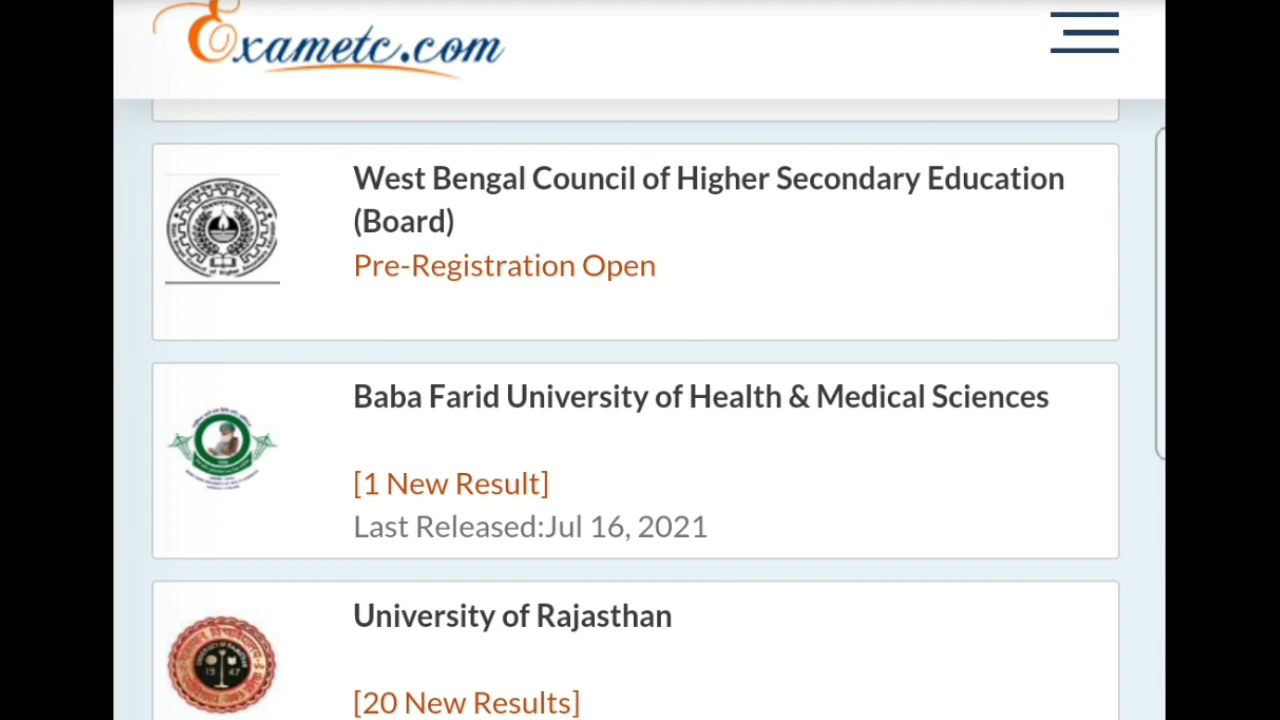 Exametc.com
West Bengal Council of Higher Secondary Education
(Board)
Pre-Registration Open
Baba Farid University of Health & Medical Sciences
[1 New Result]
Last Released:Jul 16, 2021
University of Rajasthan
1947
[20 New Results]